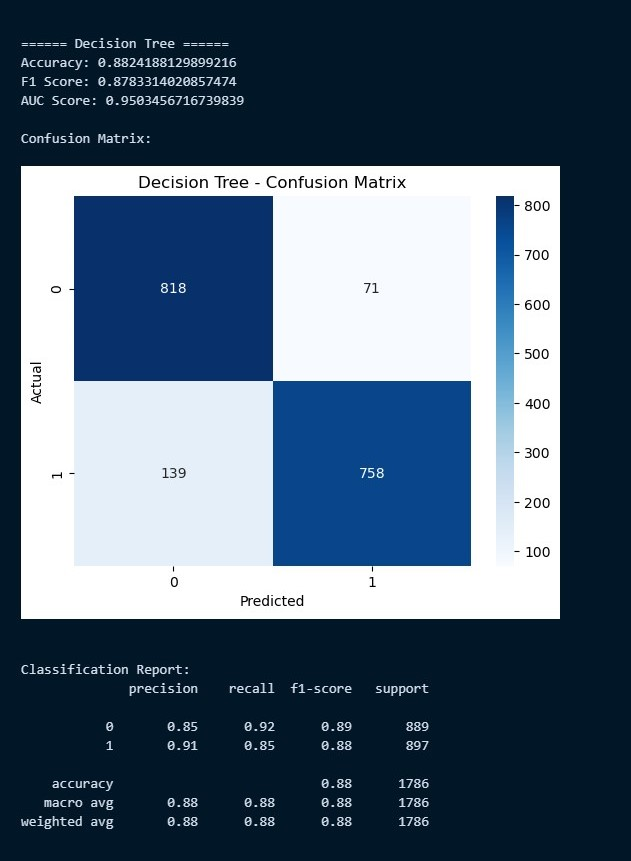 ====== Decision Tree ======
Accuracy: 0.8824188129899216
F1 Score: 0.8783314020857474
AUC Score: 0.9503456716739839
Confusion Matrix:
Decision Tree - Confusion Matrix
800
700
600
500
400
300
200
100
0
818
71
Actual
1
139
758
0 1
Predicted
Classification Report:
precision recall f1-score support
0 0.85 0.92 0.89 889
1 0.91 0.85 0.88 897
accuracy 0.88 1786
macro avg 0.88 0.88 0.88 1786
weighted avg 0.88 0.88 0.88 1786